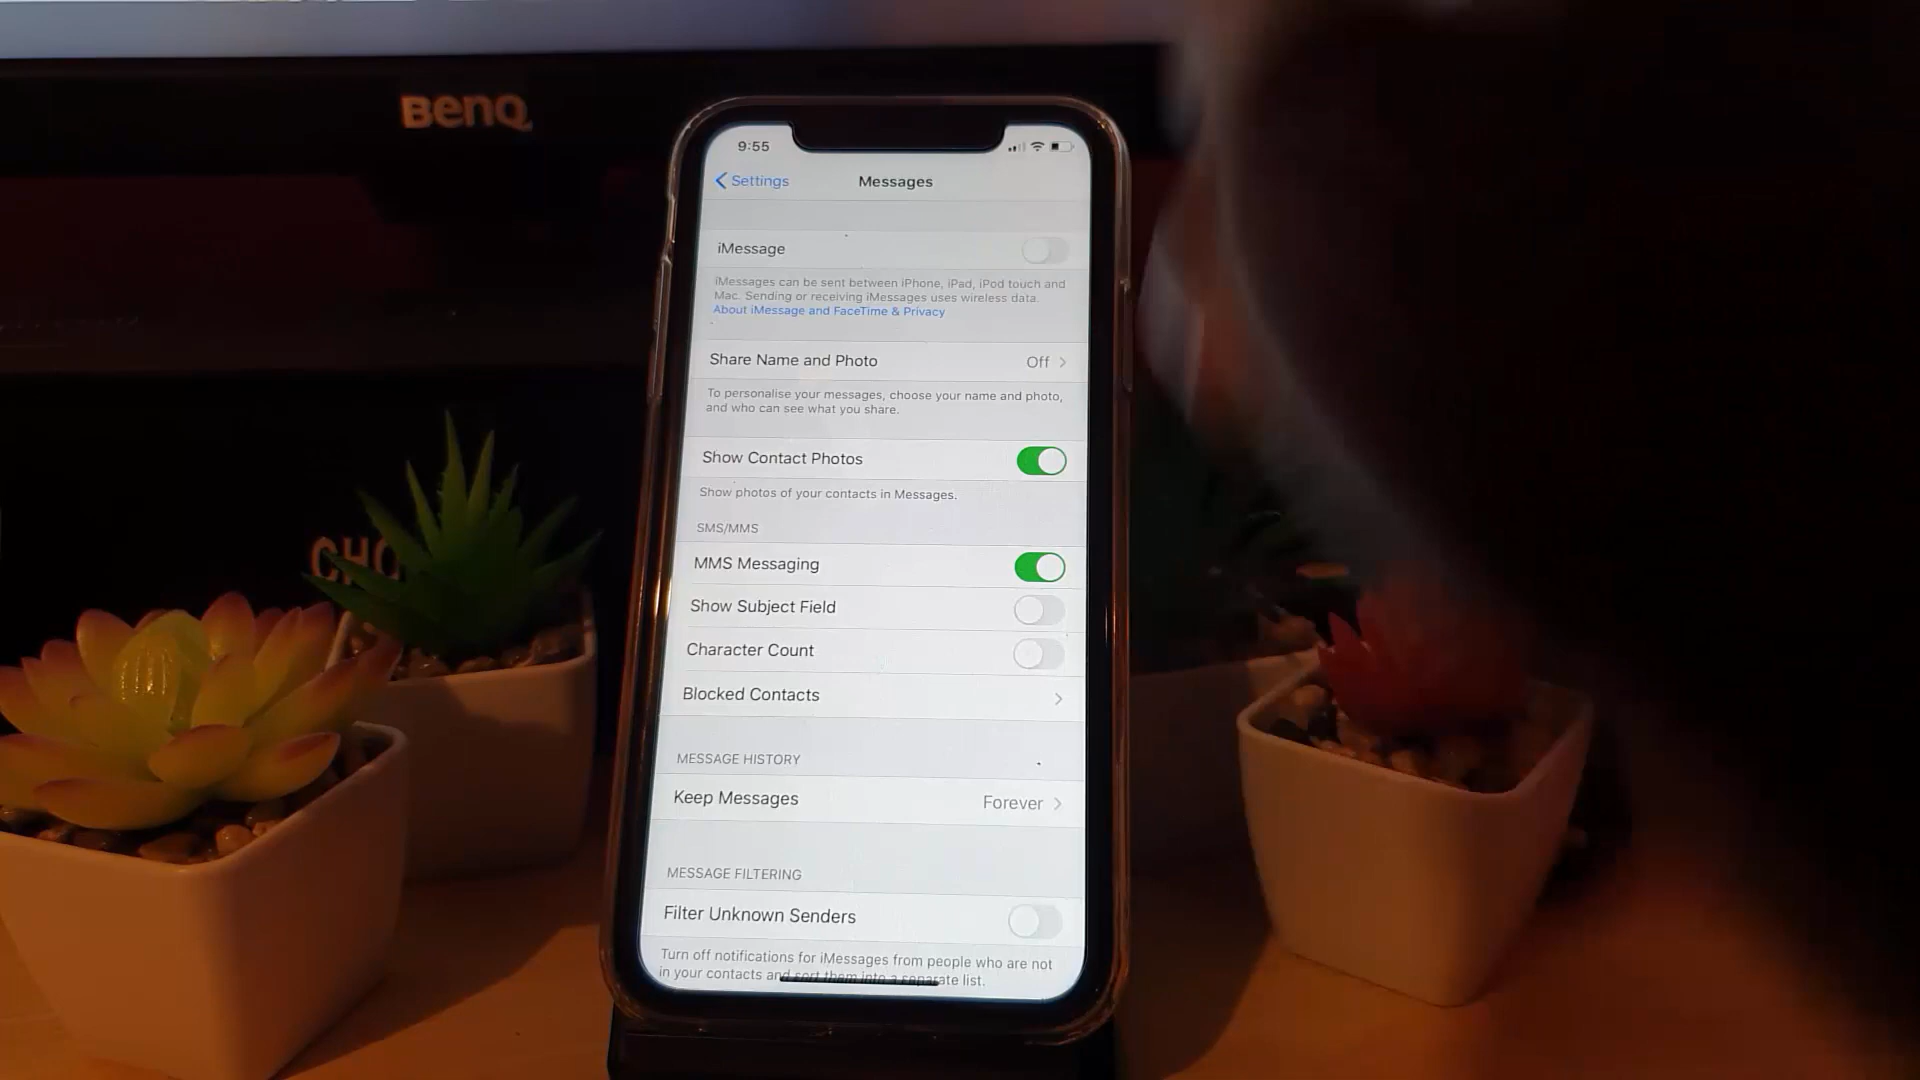 BenQ
9:55
Settings
Messages
iMessage
iMessages can be sent between iPhone, iPad, iPod touch and
Mac. Sending or receiving iMessages uses wireless data.
About iMessage and FaceTime & Privacy
Share Name and Photo
Off
To personalise your messages, choose your name and photo,
and who can see what you share.
Show Contact Photos
Show photos of your contacts in Messages.
SMS/MMS
CHO
MMS Messaging
Show Subject Field
Character Count
Blocked Contacts
MESSAGE HISTORY
Keep Messages
Forever
MESSAGE FILTERING
Filter Unknown Senders
Turn off notifications for iMessages from people who are not
in your contacts and sort them into a separate list.